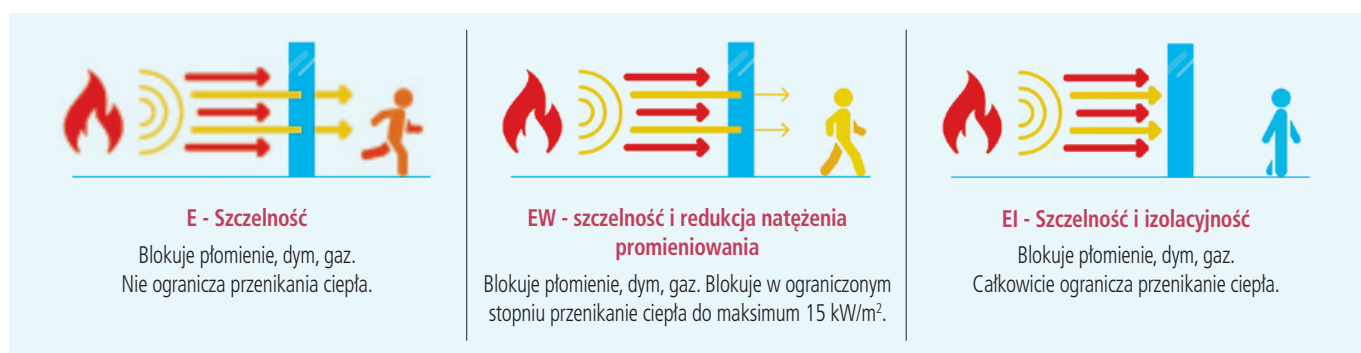 E - Szczelność
Blokuje płomienie, dym, gaz.
Nie ogranicza przenikania ciepła.
EW - szczelność i redukcja natężenia
promieniowania
Blokuje płomienie, dym, gaz. Blokuje w ograniczonym
stopniu przenikanie ciepła do maksimum 15 kW/m².
EI - Szczelność i izolacyjność
Blokuje płomienie, dym, gaz.
Całkowicie ogranicza przenikanie ciepła.